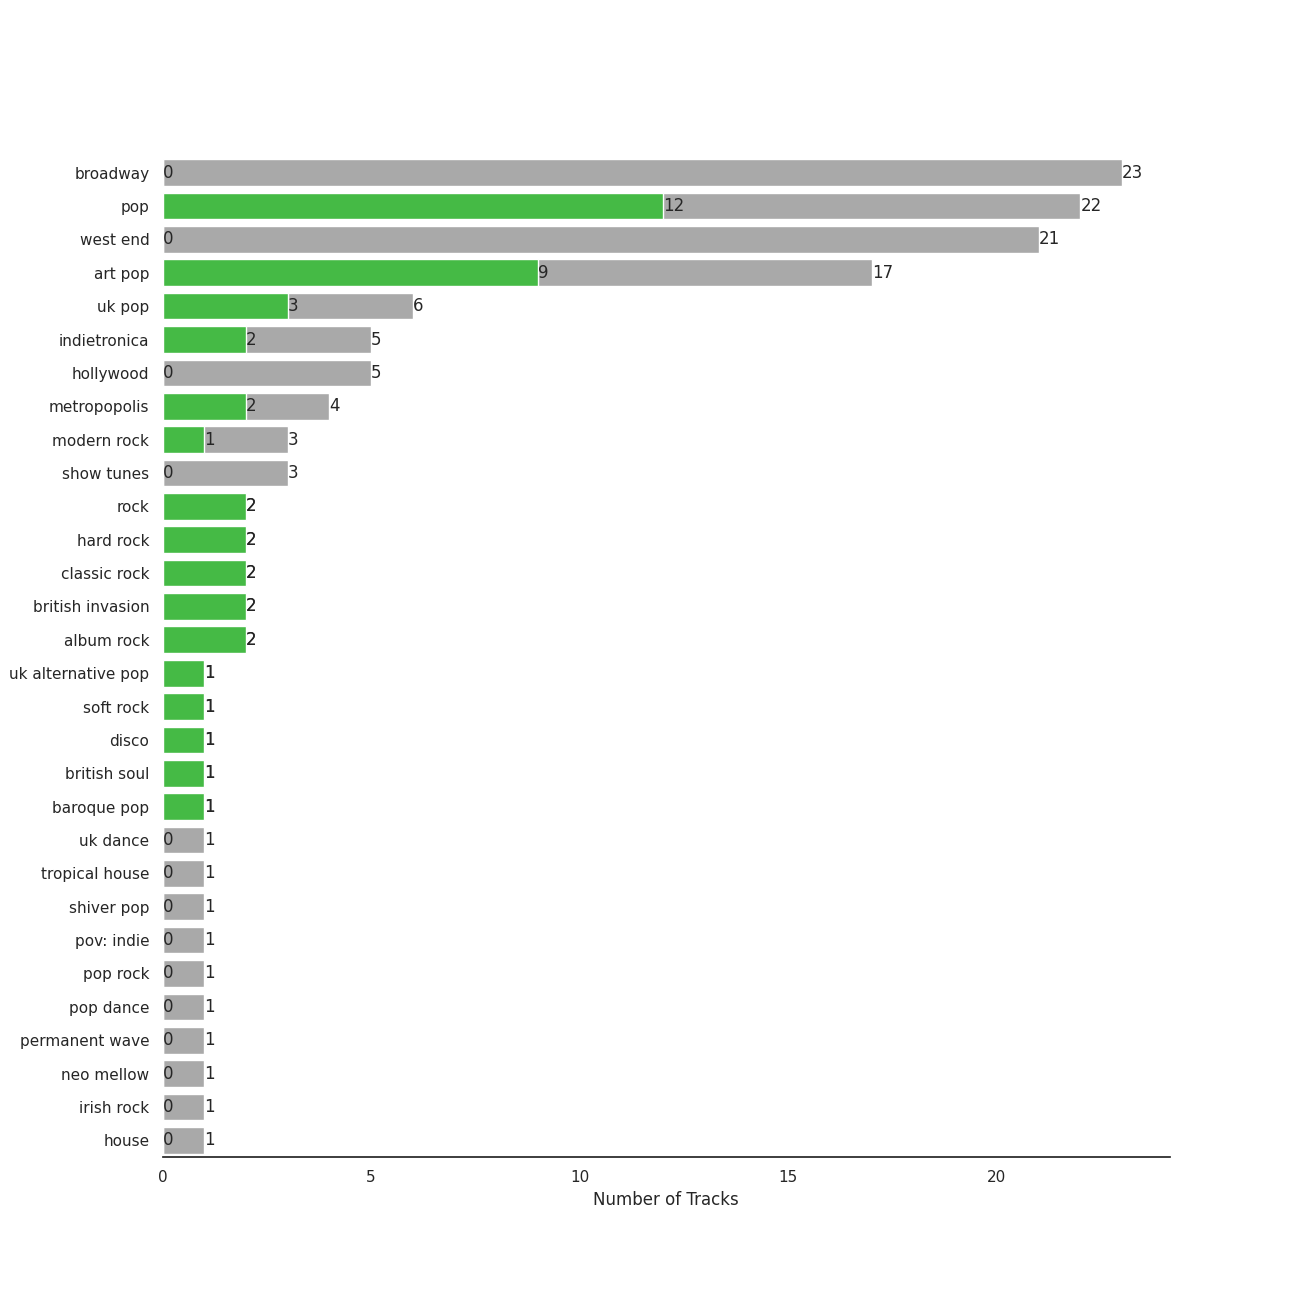 broadway 0 23
pop 12 22
west end 0 21
art pop 9 17
uk pop 3 6
indietronica 2 5
hollywood 0 5
metropopolis 2 4
modern rock 1 3
show tunes 0 3
rock 2
hard rock 2
classic rock 2
british invasion 2
album rock 2
uk alternative pop 1
soft rock 1
disco 1
british soul 1
baroque pop 1
uk dance 0 1
tropical house 0 1
shiver pop 0 1
pov: indie 0 1
pop rock 0 1
pop dance 0 1
permanent wave 0 1
neo mellow 0 1
irish rock 0 1
house 0 1
0 5 10 15 20
Number of Tracks